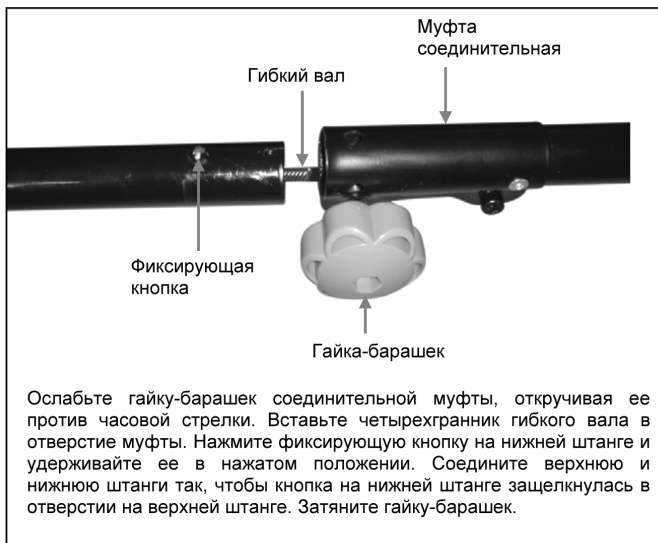 Муфта
соединительная
Гибкий вал
Фиксирующая
кнопка
Гайка-барашек
Ослабьте гайку-барашек соединительной муфты, откручивая ее
против часовой стрелки. Вставьте четырехгранник гибкого вала в
отверстие муфты. Нажмите фиксирующую кнопку на нижней штанге и
удерживайте ее в нажатом положении. Соедините верхнюю и
нижнюю штанги так, чтобы кнопка на нижней штанге защелкнулась в
отверстии на верхней штанге. Затяните гайку-барашек.